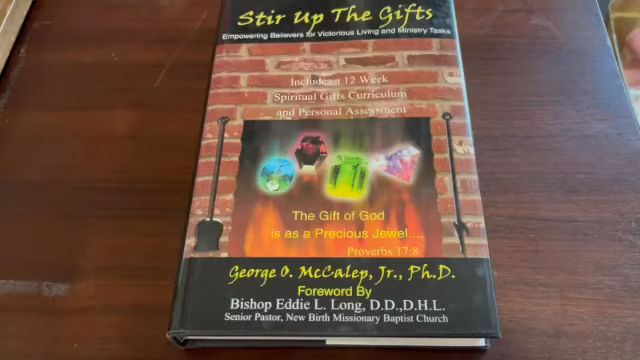 Stir Up The Gifts
Empowering Believers for Victorious Living and Ministry Tasks
Includes a 12 Week
Spiritual Gifts Curriculum
and Personal Assessment
The Gift of God
is as a Precious Jewel....
Proverbs 17:8
George O. McCalep, Jr., Ph.D.
Foreword By
Bishop Eddie L. Long, D.D.,D.H.L.
Senior Pastor, New Birth Missionary Baptist Church